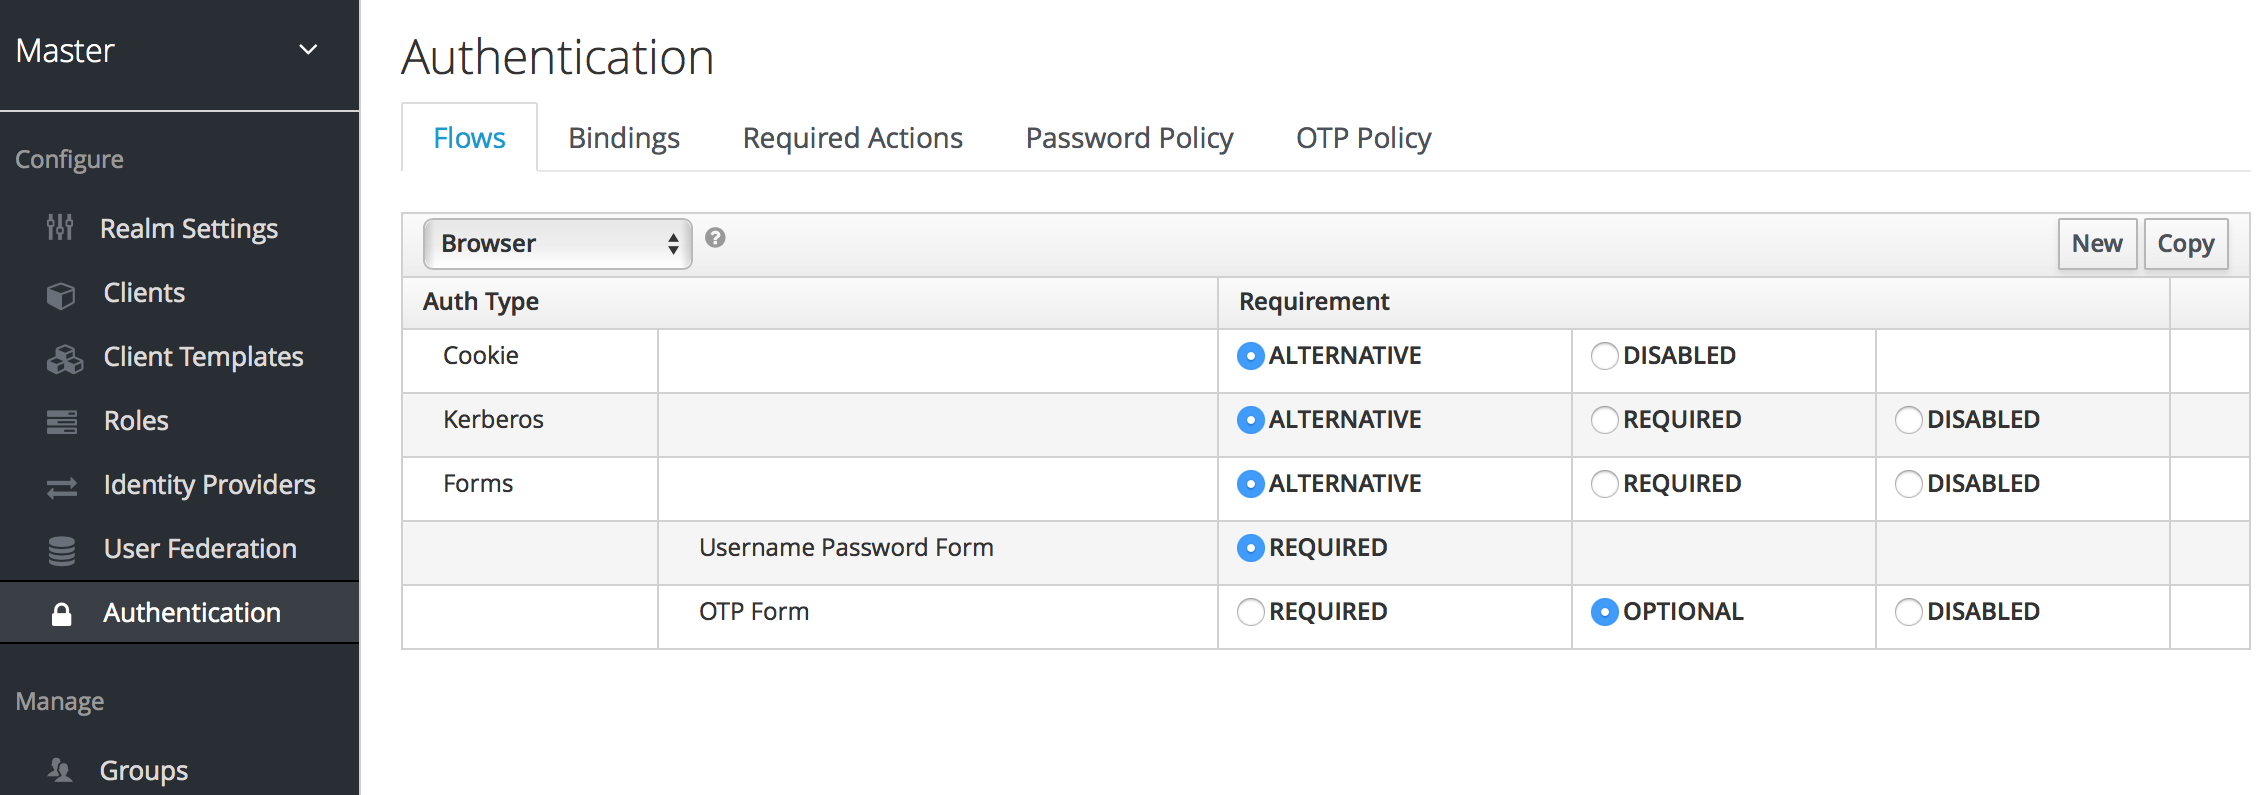 Master
Configure
Realm Settings
Clients
Client Templates
Roles
Identity Providers
User Federation
Authentication
Manage
Groups
Authentication
Flows Bindings Required Actions Password Policy OTP Policy
Browser ? New Copy
Auth Type Requirement
Cookie ALTERNATIVE DISABLED
Kerberos ALTERNATIVE REQUIRED DISABLED
Forms ALTERNATIVE REQUIRED DISABLED
Username Password Form REQUIRED
OTP Form REQUIRED OPTIONAL DISABLED